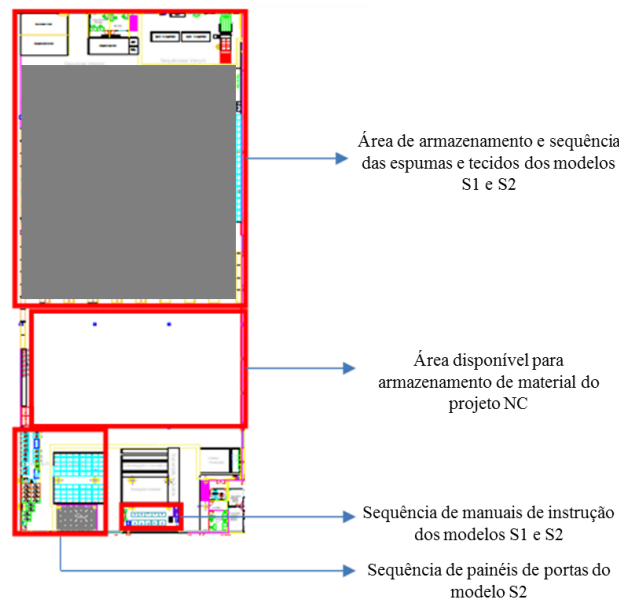 Área de armazenamento e sequência
das espumas e tecidos dos modelos
S1 e S2
Área disponível para
armazenamento de material do
projeto NC
Sequência de manuais de instrução
dos modelos S1 e S2
Sequência de painéis de portas do
modelo S2